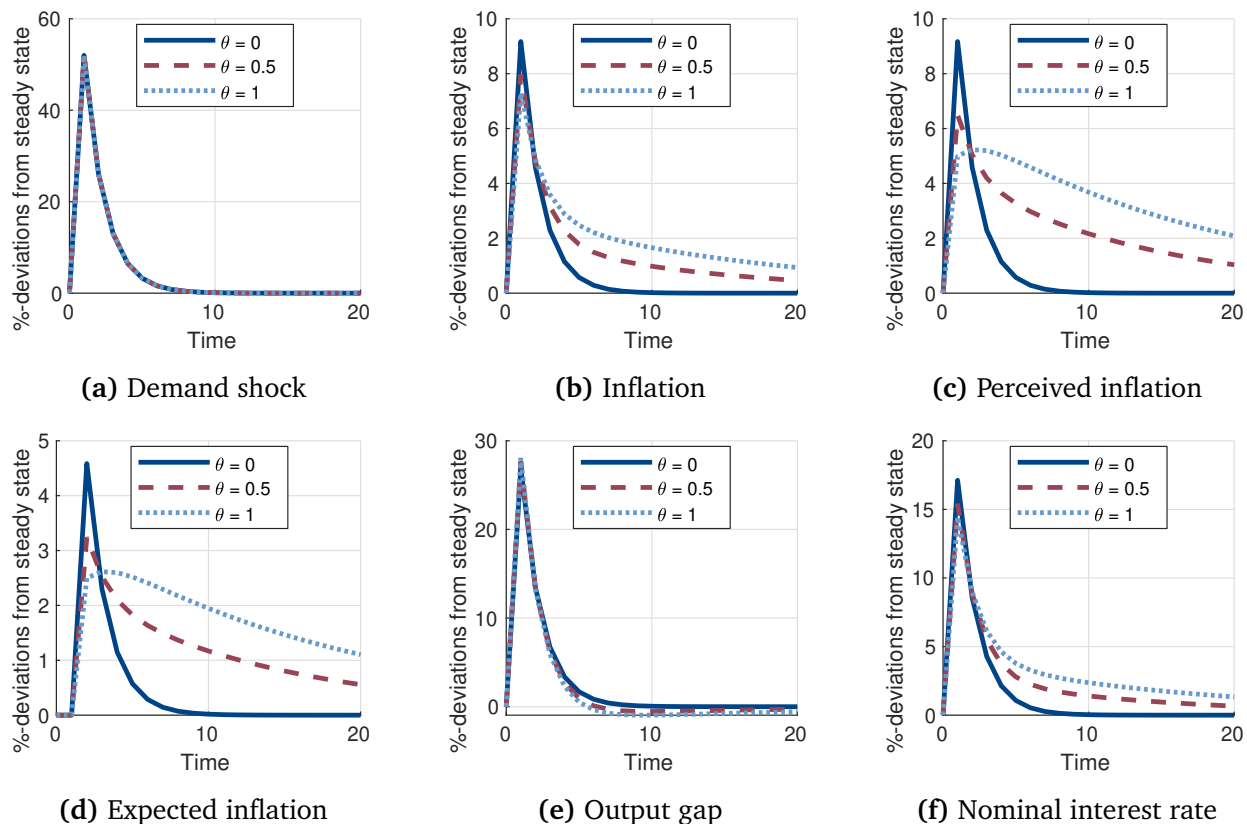 %-deviations from steady state
60
40
20
0
0
10
20
Time
θ = 0
θ = 0.5
θ = 1
(a) Demand shock
%-deviations from steady state
10
8
6
4
2
0
0
10
20
Time
θ = 0
θ = 0.5
θ = 1
(b) Inflation
%-deviations from steady state
10
8
6
4
2
0
0
10
20
Time
θ = 0
θ = 0.5
θ = 1
(c) Perceived inflation
%-deviations from steady state
5
4
3
2
1
0
0
10
20
Time
θ = 0
θ = 0.5
θ = 1
(d) Expected inflation
%-deviations from steady state
30
20
10
0
0
10
20
Time
θ = 0
θ = 0.5
θ = 1
(e) Output gap
%-deviations from steady state
20
15
10
5
0
0
10
20
Time
θ = 0
θ = 0.5
θ = 1
(f) Nominal interest rate